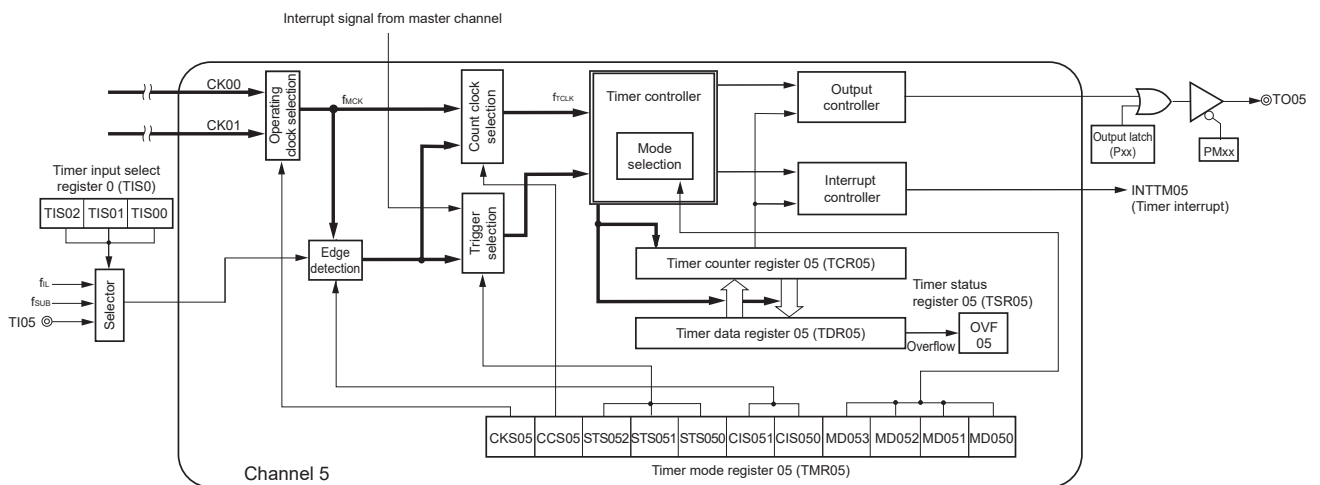 Interrupt signal from master channel
CK00
CK01
Operating
clock selection
fMCK
Count clock
selection
fTCLK
Timer controller
Mode
selection
Output
controller
Output latch
(Pxx)
PMxx
TO05
Timer input select
register 0 (TIS0)
TIS02 TIS01 TIS00
Edge
detection
Trigger
selection
Interrupt
controller
INTTM05
(Timer interrupt)
fIL
fSUB
TI05
Selector
Timer counter register 05 (TCR05)
Timer status
register 05 (TSR05)
Timer data register 05 (TDR05)
Overflow
OVF
05
CKS05 CCS05 STS052 STS051 STS050 CIS051 CIS050 MD053 MD052 MD051 MD050
Channel 5
Timer mode register 05 (TMR05)